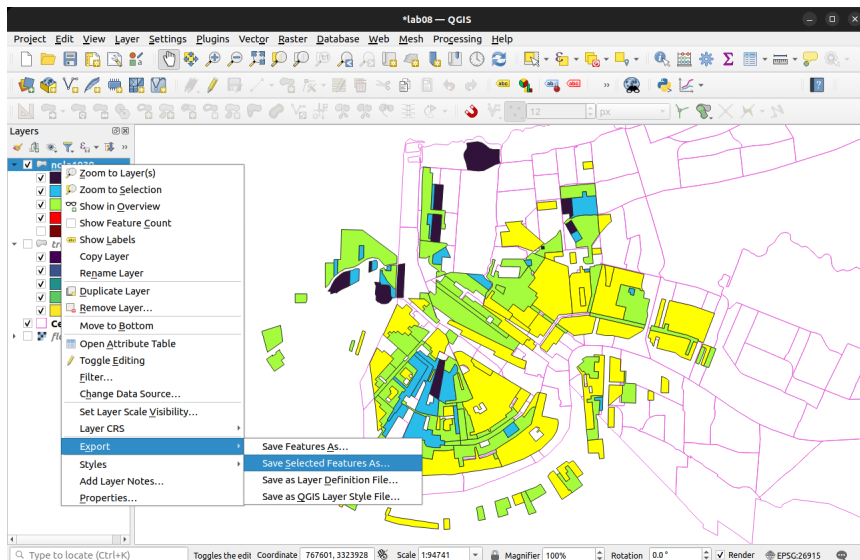 *lab08 — QGIS
Project Edit View Layer Settings Plugins Vector Raster Database Web Mesh Processing Help
abc abc abc »
12 px
Layers
»
Zoom to Layer(s)
Zoom to Selection
Show in Overview
Show Feature Count
Show Labels
Copy Layer
Rename Layer
Duplicate Layer
Remove Layer...
Move to Bottom
Open Attribute Table
Toggle Editing
Filter...
Change Data Source...
Set Layer Scale Visibility...
Layer CRS
Export
Styles
Add Layer Notes...
Properties...
Save Features As...
Save Selected Features As...
Save as Layer Definition File...
Save as QGIS Layer Style File...
Type to locate (Ctrl+K) Toggles the edit Coordinate 767601, 3323928 Scale 1:94741 Magnifier 100% Rotation 0.0 ° Render EPSG:26915